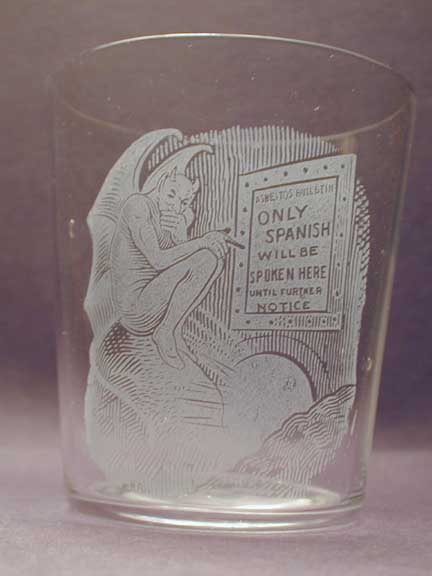 ASBESTOS BULLETIN
ONLY
SPANISH
WILL BE
SPOKEN HERE
UNTIL FURTHER
NOTICE